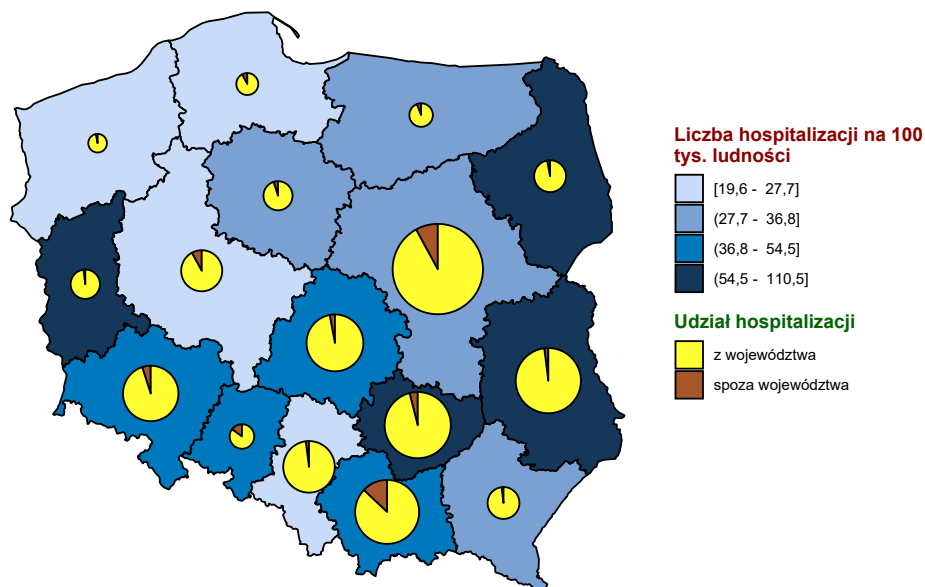 Liczba hospitalizacji na 100
tys. ludności
[19,6 - 27,7]
(27,7 - 36,8]
(36,8 - 54,5]
(54,5 - 110,5]
Udział hospitalizacji
z województwa
spoza województwa